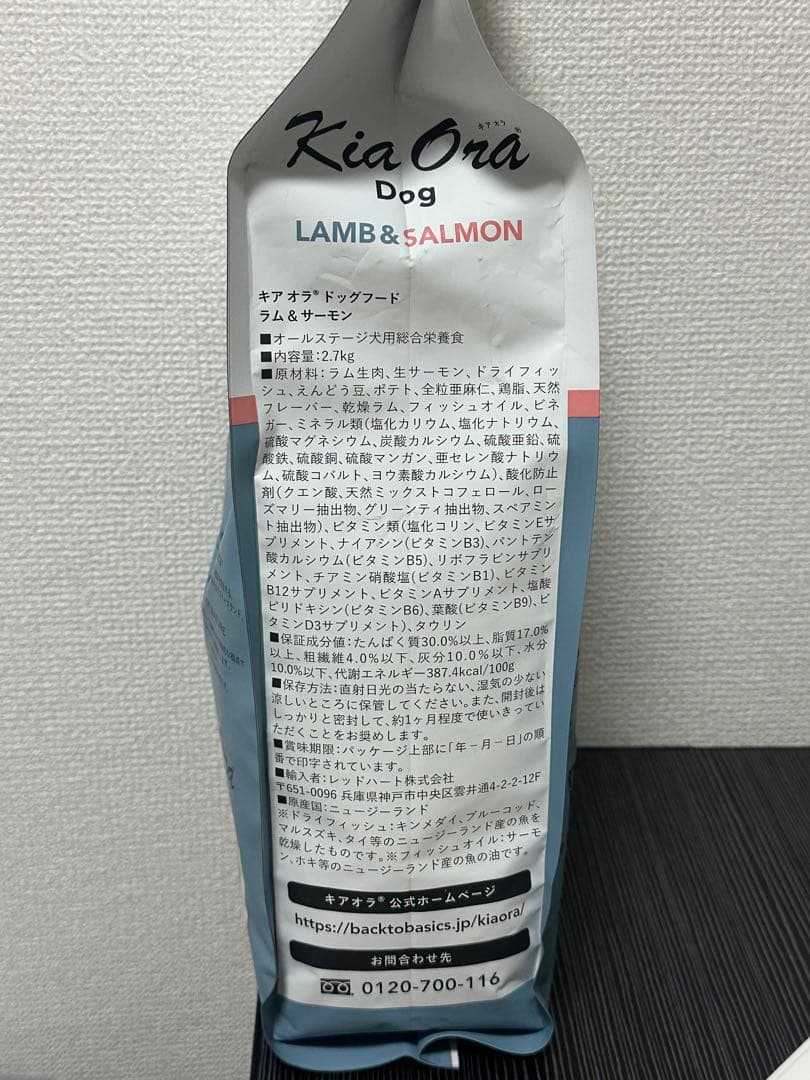 キア オラ
Kia Ora®
Dog
LAMB & SALMON
キア オラ® ドッグフード
ラム & サーモン
■オールステージ犬用総合栄養食
■内容量：2.7kg
■原材料：ラム生肉、生サーモン、ドライフィッ
シュ、えんどう豆、ポテト、全粒亜麻仁、鶏脂、天然
フレーバー、乾燥ラム、フィッシュオイル、ビネ
ガー、ミネラル類（塩化カリウム、塩化ナトリウム、
硫酸マグネシウム、炭酸カルシウム、硫酸亜鉛、硫
酸鉄、硫酸銅、硫酸マンガン、亜セレン酸ナトリウ
ム、硫酸コバルト、ヨウ素酸カルシウム）、酸化防止
剤（クエン酸、天然ミックストコフェロール、ロー
ズマリー抽出物、グリーンティ抽出物、スペアミン
ト抽出物）、ビタミン類（塩化コリン、ビタミンEサ
プリメント、ナイアシン（ビタミンB3）、パントテン
酸カルシウム（ビタミンB5）、リボフラビンサプリ
メント、チアミン硝酸塩（ビタミンB1）、ビタミン
B12サプリメント、ビタミンAサプリメント、塩酸
ピリドキシン（ビタミンB6）、葉酸（ビタミンB9）、ビ
タミンD3サプリメント）、タウリン
■保証成分値：たんぱく質30.0%以上、脂質17.0%
以上、粗繊維4.0%以下、灰分10.0%以下、水分
10.0%以下、代謝エネルギー387.4kcal/100g
■保存方法：直射日光の当たらない、湿気の少ない
涼しいところに保管してください。また、開封後は
しっかりと密封して、約1ヶ月程度で使いきってい
ただくことをお奨めします。
■賞味期限：パッケージ上部に「年－月－日」の順
番で印字されています。
■輸入者：レッドハート株式会社
〒651-0096 兵庫県神戸市中央区雲井通4-2-2-12F
■原産国：ニュージーランド
※ドライフィッシュ：キンメダイ、ブルーコッド、
マルスズキ、タイ等のニュージーランド産の魚を
乾燥したものです。※フィッシュオイル：サーモ
ン、ホキ等のニュージーランド産の魚の油です。
キアオラ® 公式ホームページ
https://backtobasics.jp/kiaora/
お問合わせ先
0120-700-116